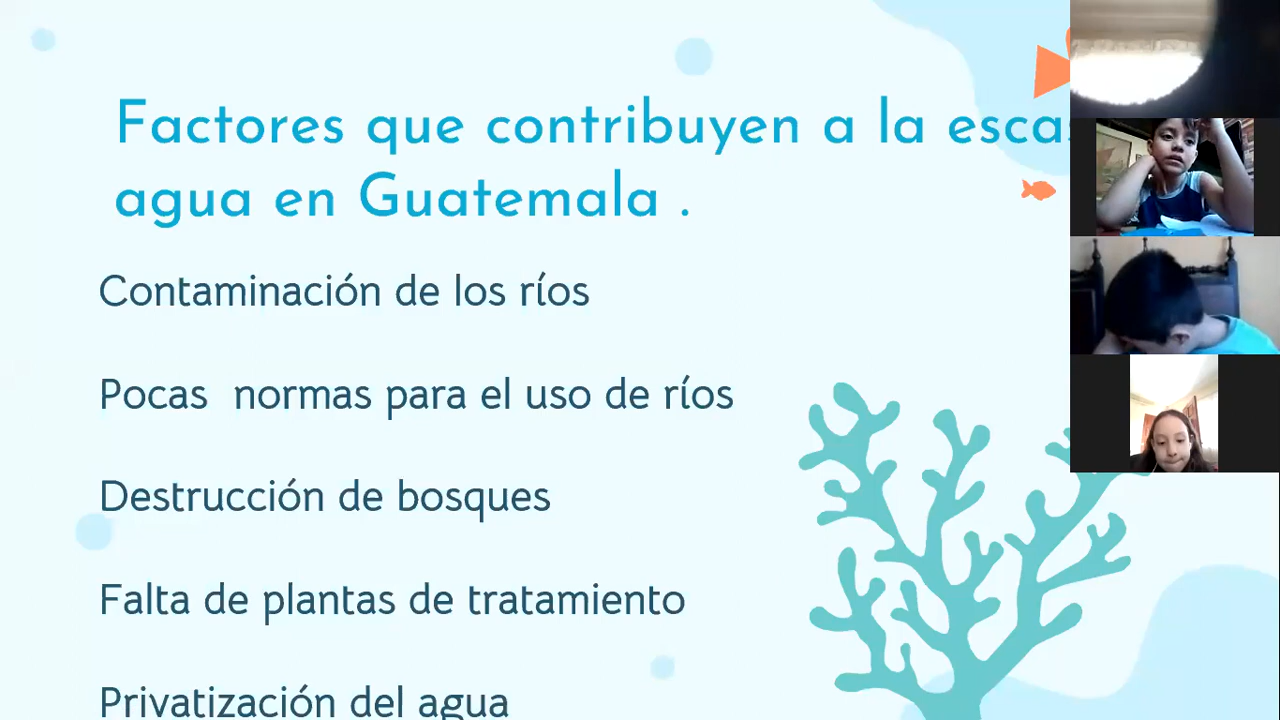 Factores que contribuyen a la
agua en Guatemala .
Contaminación de los ríos
Pocas normas para el uso de ríos
Destrucción de bosques
Falta de plantas de tratamiento
Privatización del agua